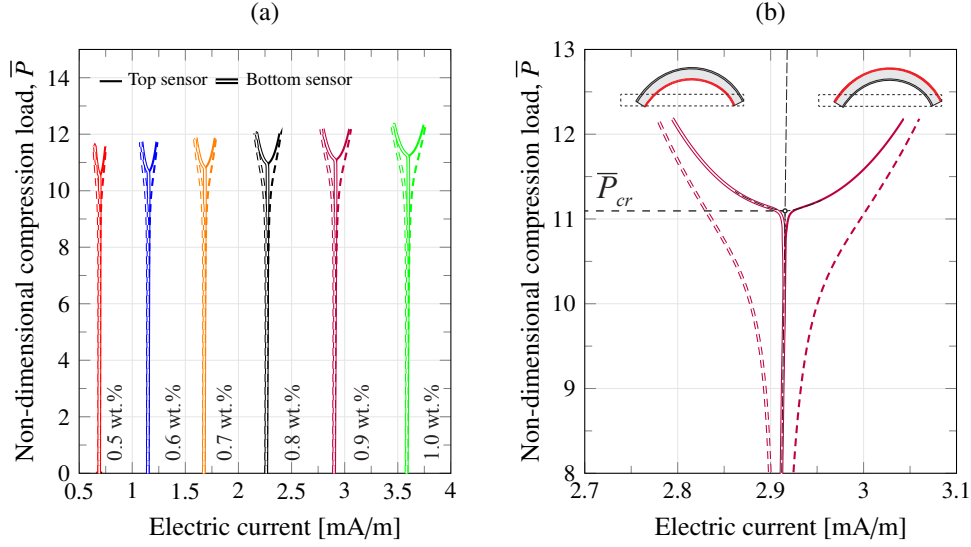 (a)
Non-dimensional compression load, P̅
14
12
10
8
6
4
2
0
Top sensor
Bottom sensor
0.5 wt.%
0.6 wt.%
0.7 wt.%
0.8 wt.%
0.9 wt.%
1.0 wt.%
0.5
1
1.5
2
2.5
3
3.5
4
Electric current [mA/m]
(b)
Non-dimensional compression load, P̅
13
12
11
10
9
8
P̅cr
2.7
2.8
2.9
3
3.1
Electric current [mA/m]